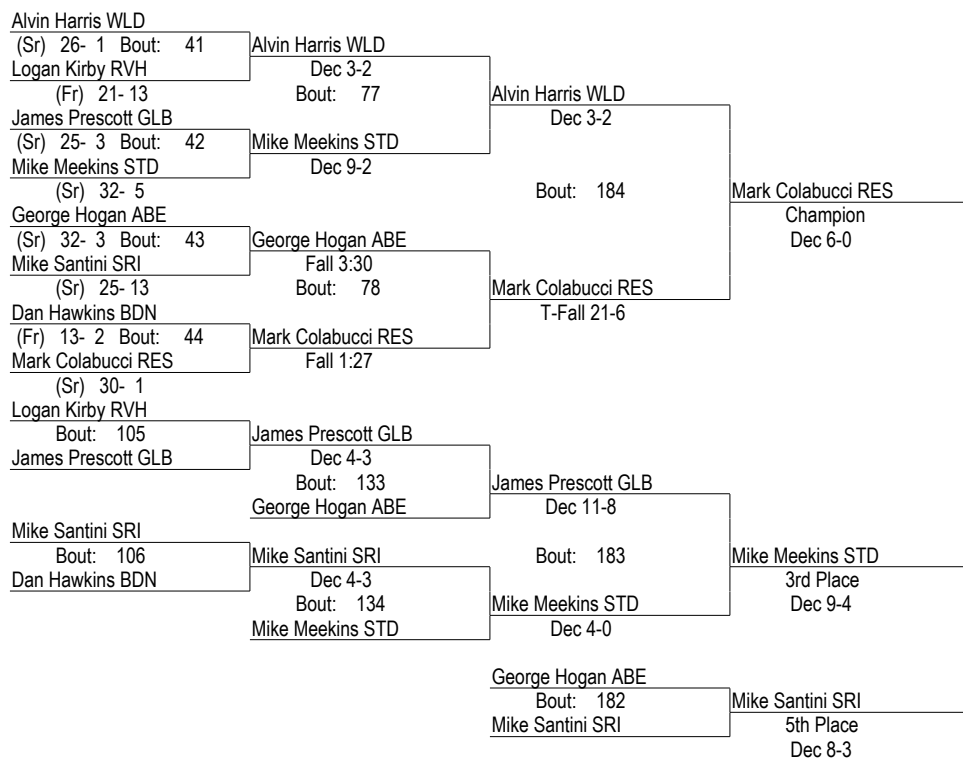 Alvin Harris WLD
(Sr) 26- 1 Bout: 41 Alvin Harris WLD
Logan Kirby RVH Dec 3-2
(Fr) 21- 13 Bout: 77 Alvin Harris WLD
James Prescott GLB Dec 3-2
(Sr) 25- 3 Bout: 42 Mike Meekins STD
Mike Meekins STD Dec 9-2
(Sr) 32- 5 Bout: 184 Mark Colabucci RES
George Hogan ABE Champion
(Sr) 32- 3 Bout: 43 George Hogan ABE Dec 6-0
Mike Santini SRI Fall 3:30
(Sr) 25- 13 Bout: 78 Mark Colabucci RES
Dan Hawkins BDN T-Fall 21-6
(Fr) 13- 2 Bout: 44 Mark Colabucci RES
Mark Colabucci RES Fall 1:27
(Sr) 30- 1
Logan Kirby RVH
Bout: 105 James Prescott GLB
James Prescott GLB Dec 4-3
Bout: 133 James Prescott GLB
George Hogan ABE Dec 11-8
Mike Santini SRI
Bout: 106 Mike Santini SRI Bout: 183 Mike Meekins STD
Dan Hawkins BDN Dec 4-3 3rd Place
Bout: 134 Mike Meekins STD Dec 9-4
Mike Meekins STD Dec 4-0
George Hogan ABE
Bout: 182 Mike Santini SRI
Mike Santini SRI 5th Place
Dec 8-3